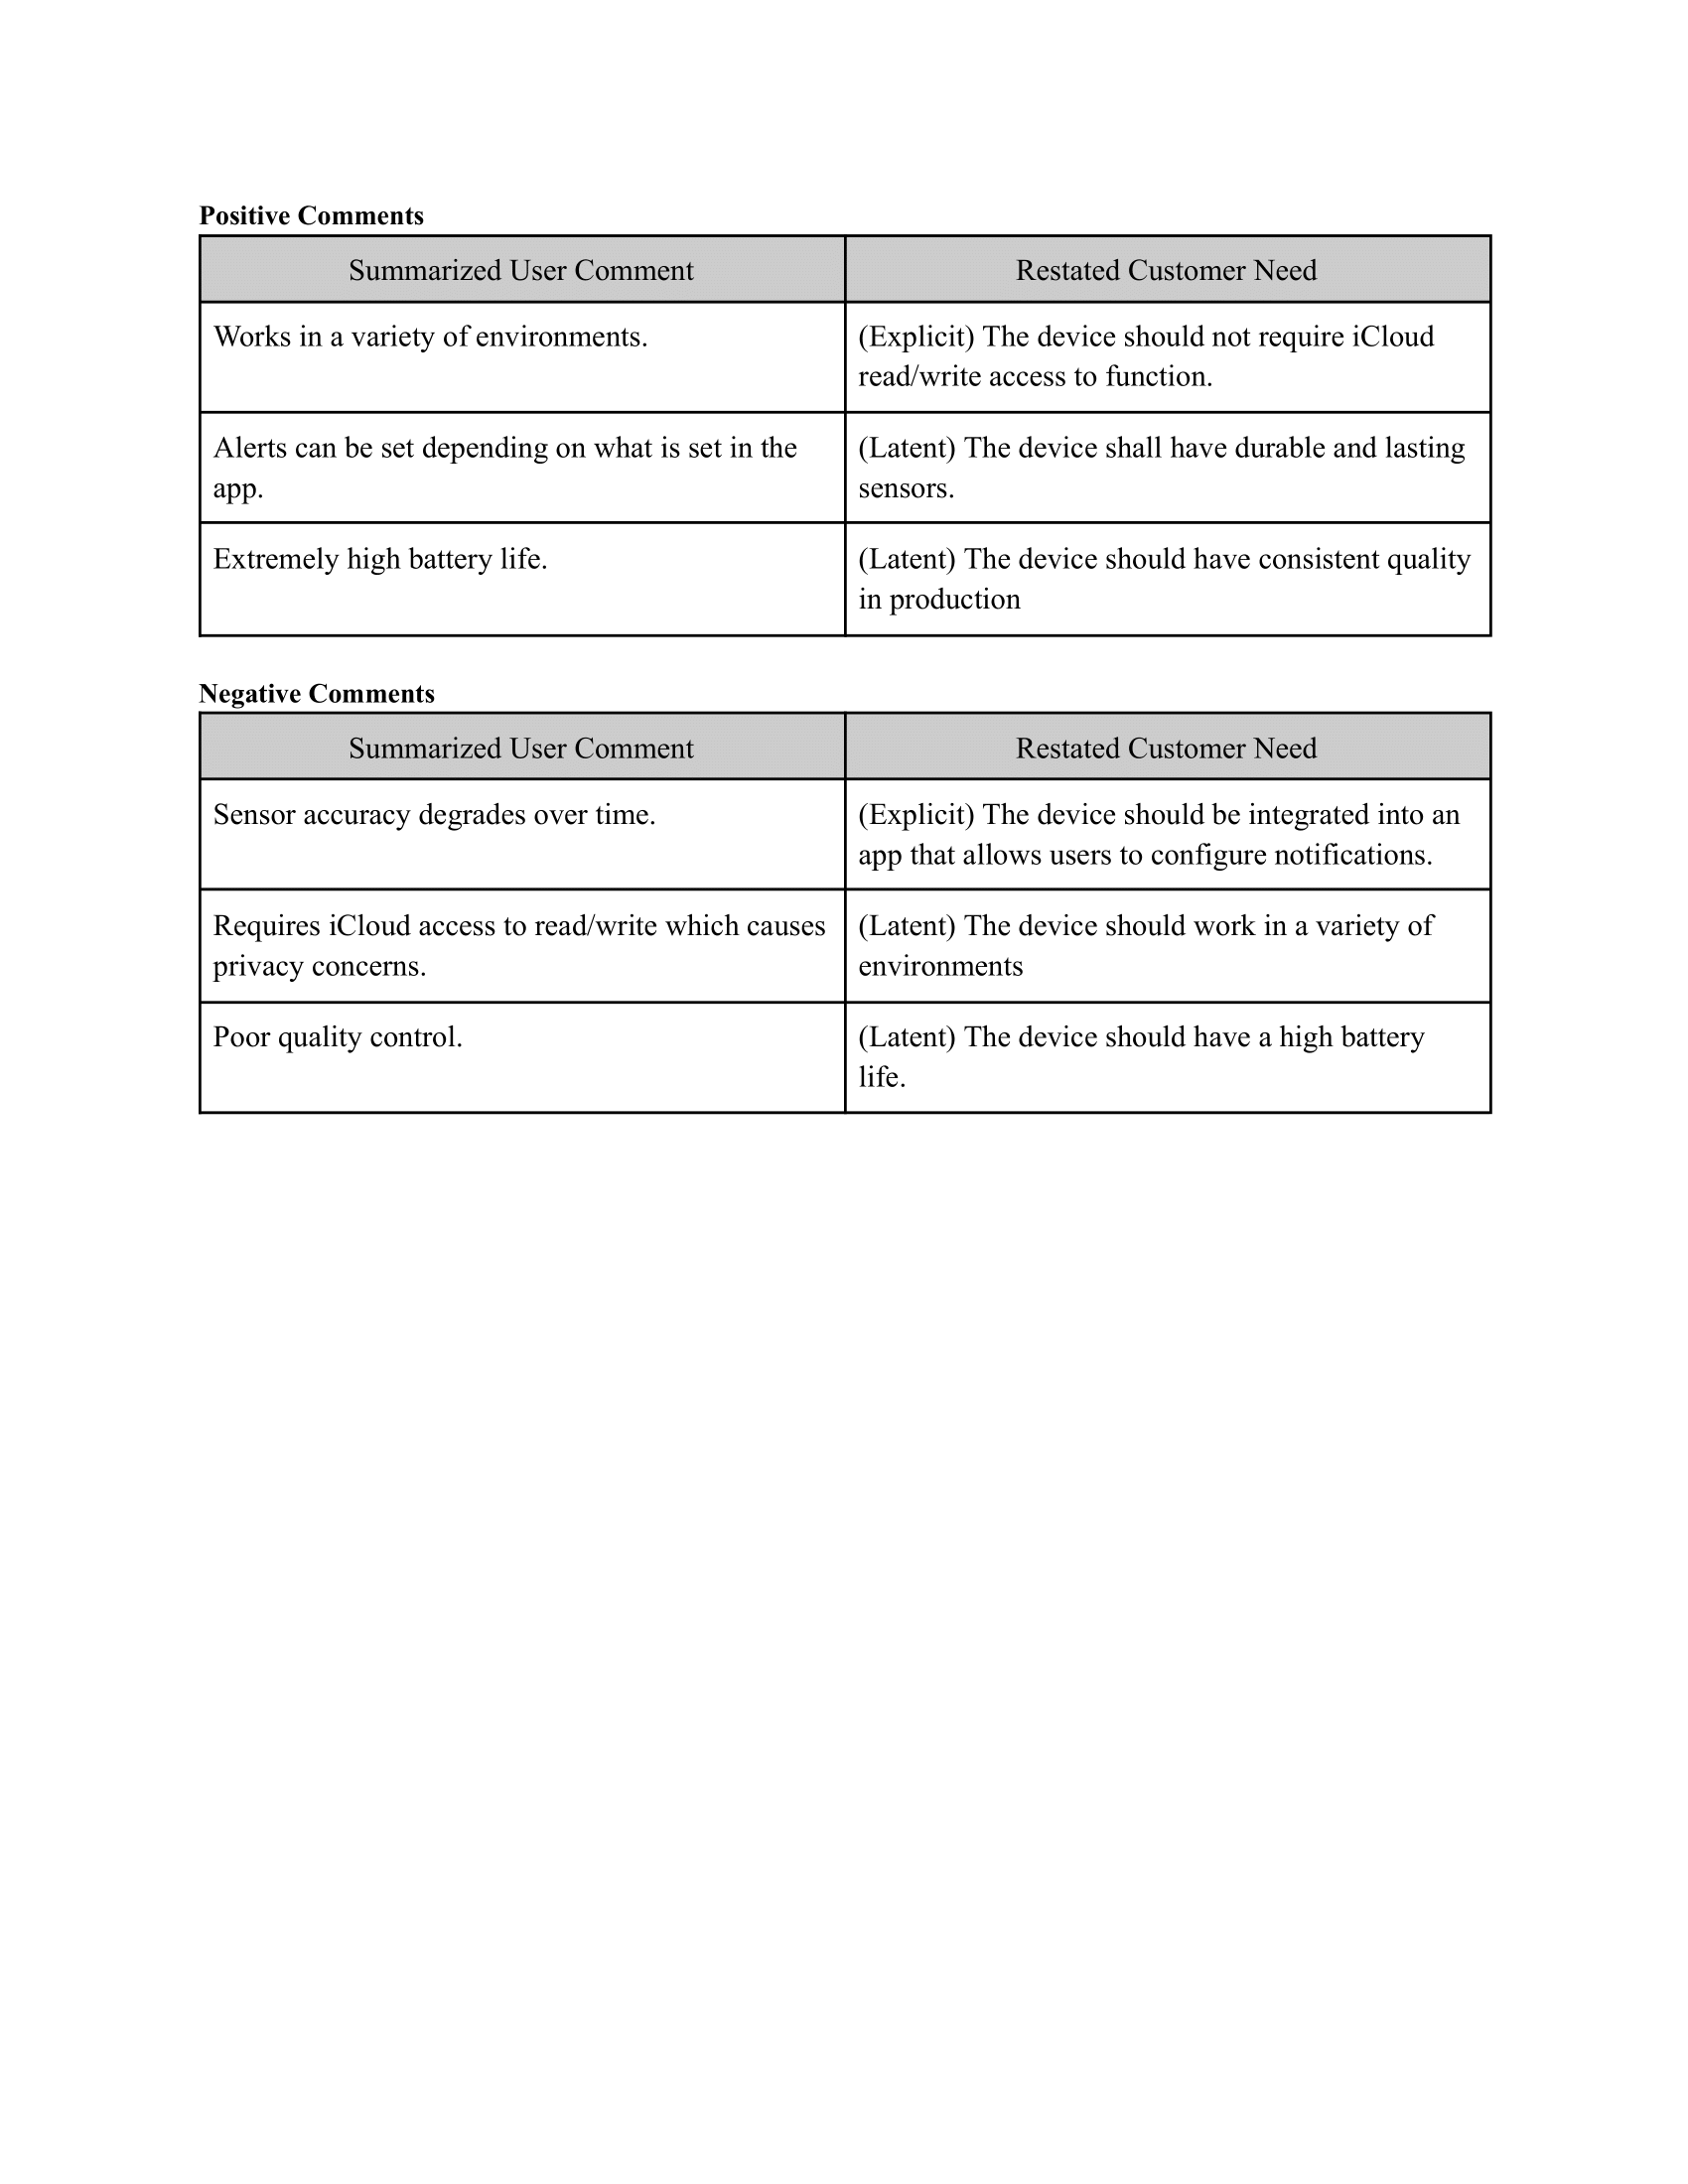 Positive Comments
Summarized User Comment
Restated Customer Need
Works in a variety of environments.
(Explicit) The device should not require iCloud
read/write access to function.
Alerts can be set depending on what is set in the
app.
(Latent) The device shall have durable and lasting
sensors.
Extremely high battery life.
(Latent) The device should have consistent quality
in production
Negative Comments
Summarized User Comment
Restated Customer Need
Sensor accuracy degrades over time.
(Explicit) The device should be integrated into an
app that allows users to configure notifications.
Requires iCloud access to read/write which causes
privacy concerns.
(Latent) The device should work in a variety of
environments
Poor quality control.
(Latent) The device should have a high battery
life.